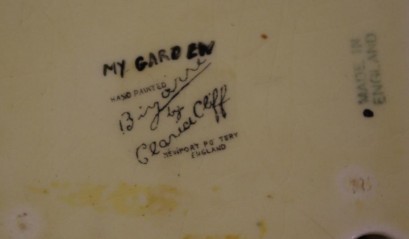 MY GARDEN
HAND PAINTED
Bizarre
by
Clarice Cliff
NEWPORT POTTERY
ENGLAND
MADE IN
ENGLAND